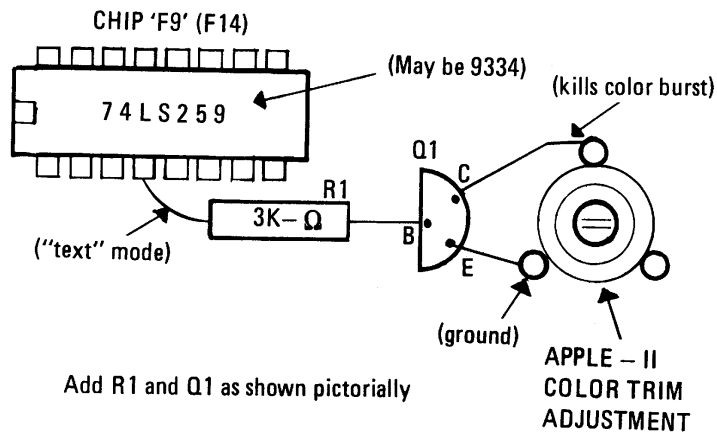 CHIP 'F9' (F14)
(May be 9334)
74LS259
(kills color burst)
Q1
C
R1
3K–Ω
B
E
("text" mode)
(ground)
APPLE – II
COLOR TRIM
ADJUSTMENT
Add R1 and Q1 as shown pictorially